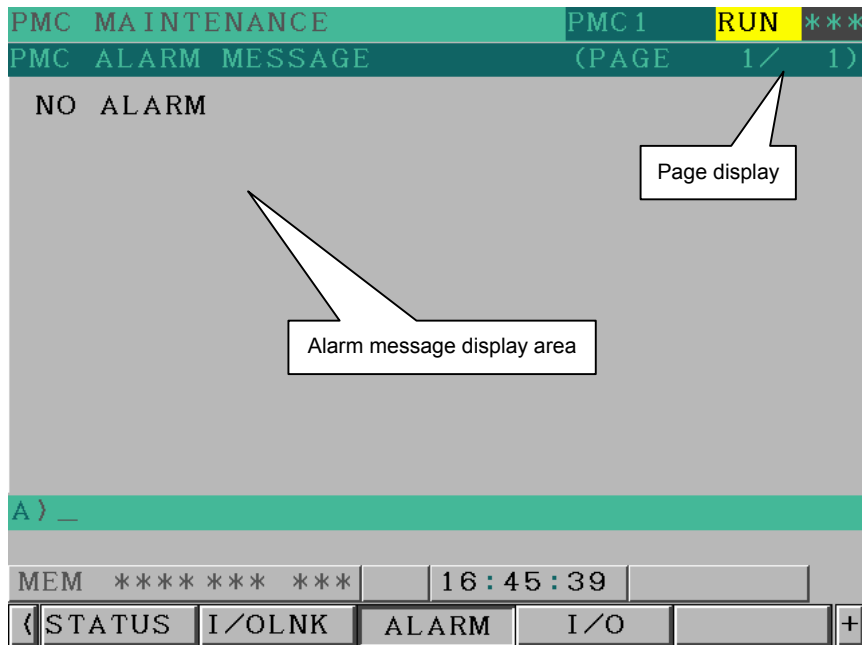 PMC MAINTENANCE PMC1 RUN ***
PMC ALARM MESSAGE (PAGE 1/ 1)
NO ALARM
Page display
Alarm message display area
A)_
MEM **** *** *** 16:45:39
( STATUS I/OLNK ALARM I/O +